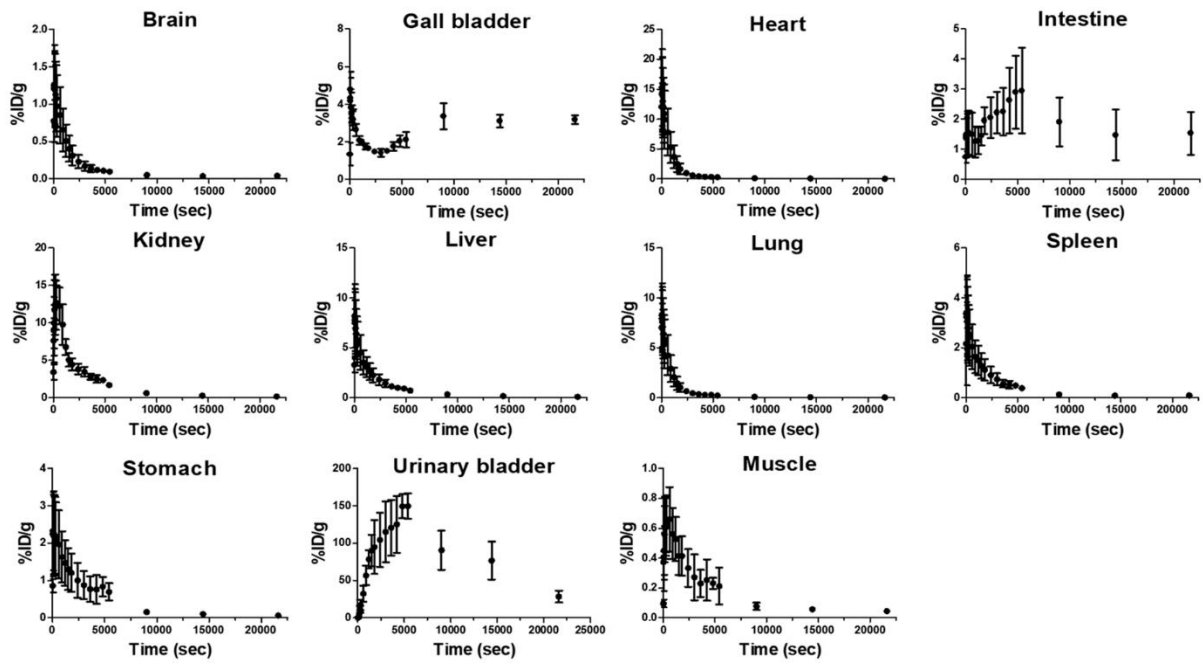 Brain
%ID/g
2.0
1.5
1.0
0.5
0.0
0 5000 10000 15000 20000
Time (sec)
Gall bladder
%ID/g
8
6
4
2
0
0 5000 10000 15000 20000
Time (sec)
Heart
%ID/g
25
20
15
10
5
0
0 5000 10000 15000 20000
Time (sec)
Intestine
%ID/g
5
4
3
2
1
0
0 5000 10000 15000 20000
Time (sec)
Kidney
%ID/g
20
15
10
5
0
0 5000 10000 15000 20000
Time (sec)
Liver
%ID/g
15
10
5
0
0 5000 10000 15000 20000
Time (sec)
Lung
%ID/g
15
10
5
0
0 5000 10000 15000 20000
Time (sec)
Spleen
%ID/g
6
4
2
0
0 5000 10000 15000 20000
Time (sec)
Stomach
%ID/g
4
3
2
1
0
0 5000 10000 15000 20000
Time (sec)
Urinary bladder
%ID/g
200
150
100
50
0
0 5000 10000 15000 20000 25000
Time (sec)
Muscle
%ID/g
1.0
0.8
0.6
0.4
0.2
0.0
0 5000 10000 15000 20000
Time (sec)